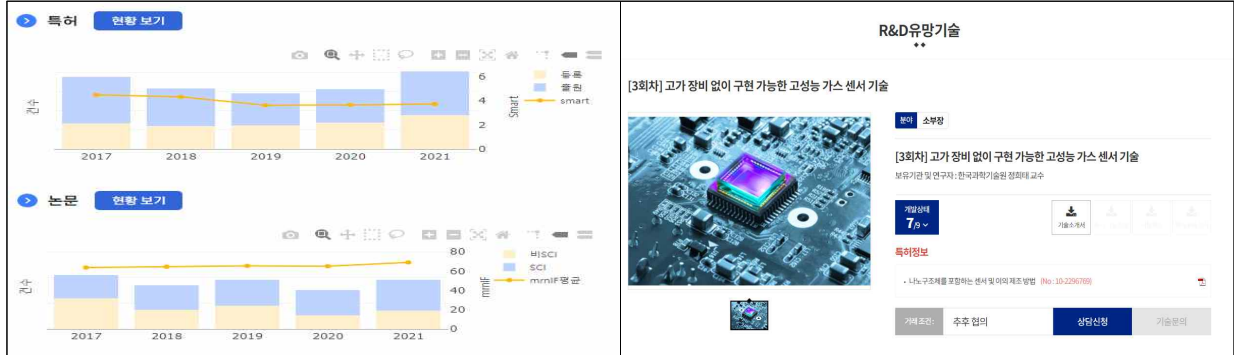 특허 현황 보기
건수
6
4
2
0
Smart
등록
출원
smart
2017 2018 2019 2020 2021
논문 현황 보기
건수
80
60
40
20
0
mrnIF
비SCI
SCI
mrnIF평균
2017 2018 2019 2020 2021
R&D유망기술
[3회차] 고가 장비 없이 구현 가능한 고성능 가스 센서 기술
분야 소부장
[3회차] 고가 장비 없이 구현 가능한 고성능 가스 센서 기술
보유기관 및 연구자 : 한국과학기술원 정희태 교수
개발상태
7/9
기술소개서
특허정보
• 나노 구조체를 포함하는 센서 및 이의 제조 방법 (No : 10-2296769)
거래조건: 추후 협의 상담신청 기술문의